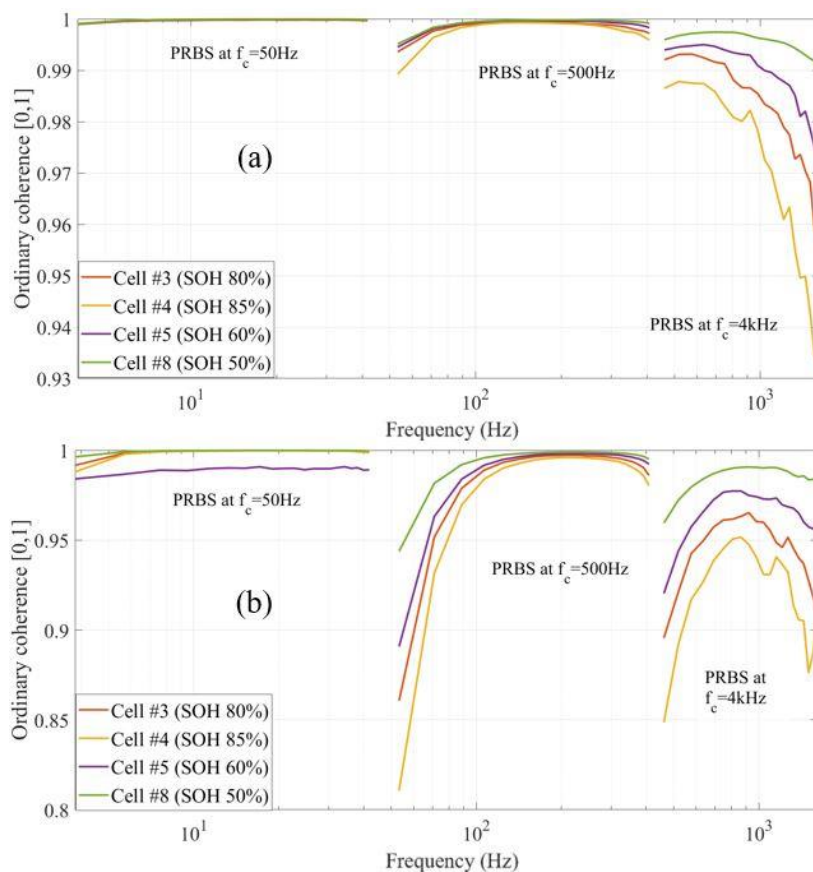 1
0.99
0.98
0.97
0.96
0.95
0.94
0.93
Ordinary coherence [0,1]
PRBS at f_c=50Hz
PRBS at f_c=500Hz
(a)
PRBS at f_c=4kHz
Cell #3 (SOH 80%)
Cell #4 (SOH 85%)
Cell #5 (SOH 60%)
Cell #8 (SOH 50%)
10^1
10^2
10^3
Frequency (Hz)
1
0.95
0.9
0.85
0.8
Ordinary coherence [0,1]
PRBS at f_c=50Hz
PRBS at f_c=500Hz
(b)
PRBS at
f_c=4kHz
Cell #3 (SOH 80%)
Cell #4 (SOH 85%)
Cell #5 (SOH 60%)
Cell #8 (SOH 50%)
10^1
10^2
10^3
Frequency (Hz)